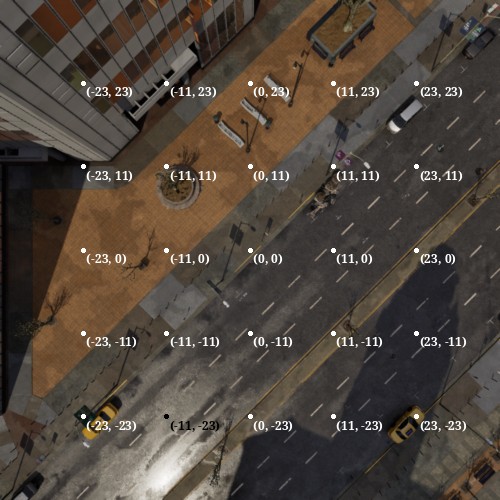 (-23, 23) (-11, 23) (0, 23) (11, 23) (23, 23)
(-23, 11) (-11, 11) (0, 11) (11, 11) (23, 11)
(-23, 0) (-11, 0) (0, 0) (11, 0) (23, 0)
(-23, -11) (-11, -11) (0, -11) (11, -11) (23, -11)
(-23, -23) (-11, -23) (0, -23) (11, -23) (23, -23)